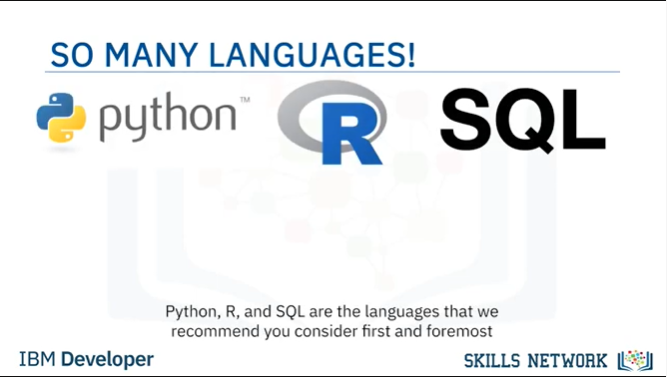 SO MANY LANGUAGES!
python™
R
SQL
Python, R, and SQL are the languages that we
recommend you consider first and foremost
IBM Developer
SKILLS NETWORK